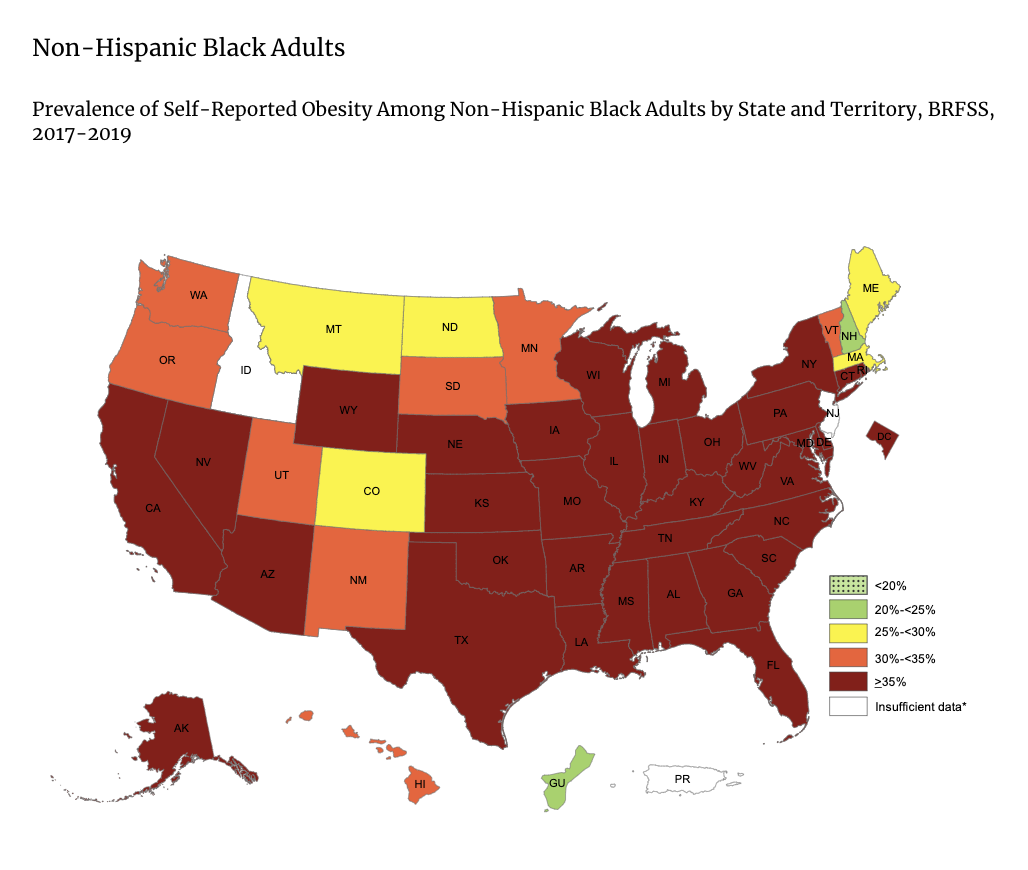 Non-Hispanic Black Adults
Prevalence of Self-Reported Obesity Among Non-Hispanic Black Adults by State and Territory, BRFSS,
2017-2019
ME
WA
MT
ND
VT
NH
MN
OR
MA
NY
ID
RI
CT
WI
MI
SD
WY
PA
NJ
IA
NE
OH
MD
DE
DC
IL
IN
NV
WV
UT
VA
CO
KS
MO
KY
CA
NC
TN
OK
SC
AZ
AR
NM
GA
AL
MS
TX
LA
FL
AK
HI
GU
PR
<20%
20%-<25%
25%-<30%
30%-<35%
≥35%
Insufficient data*